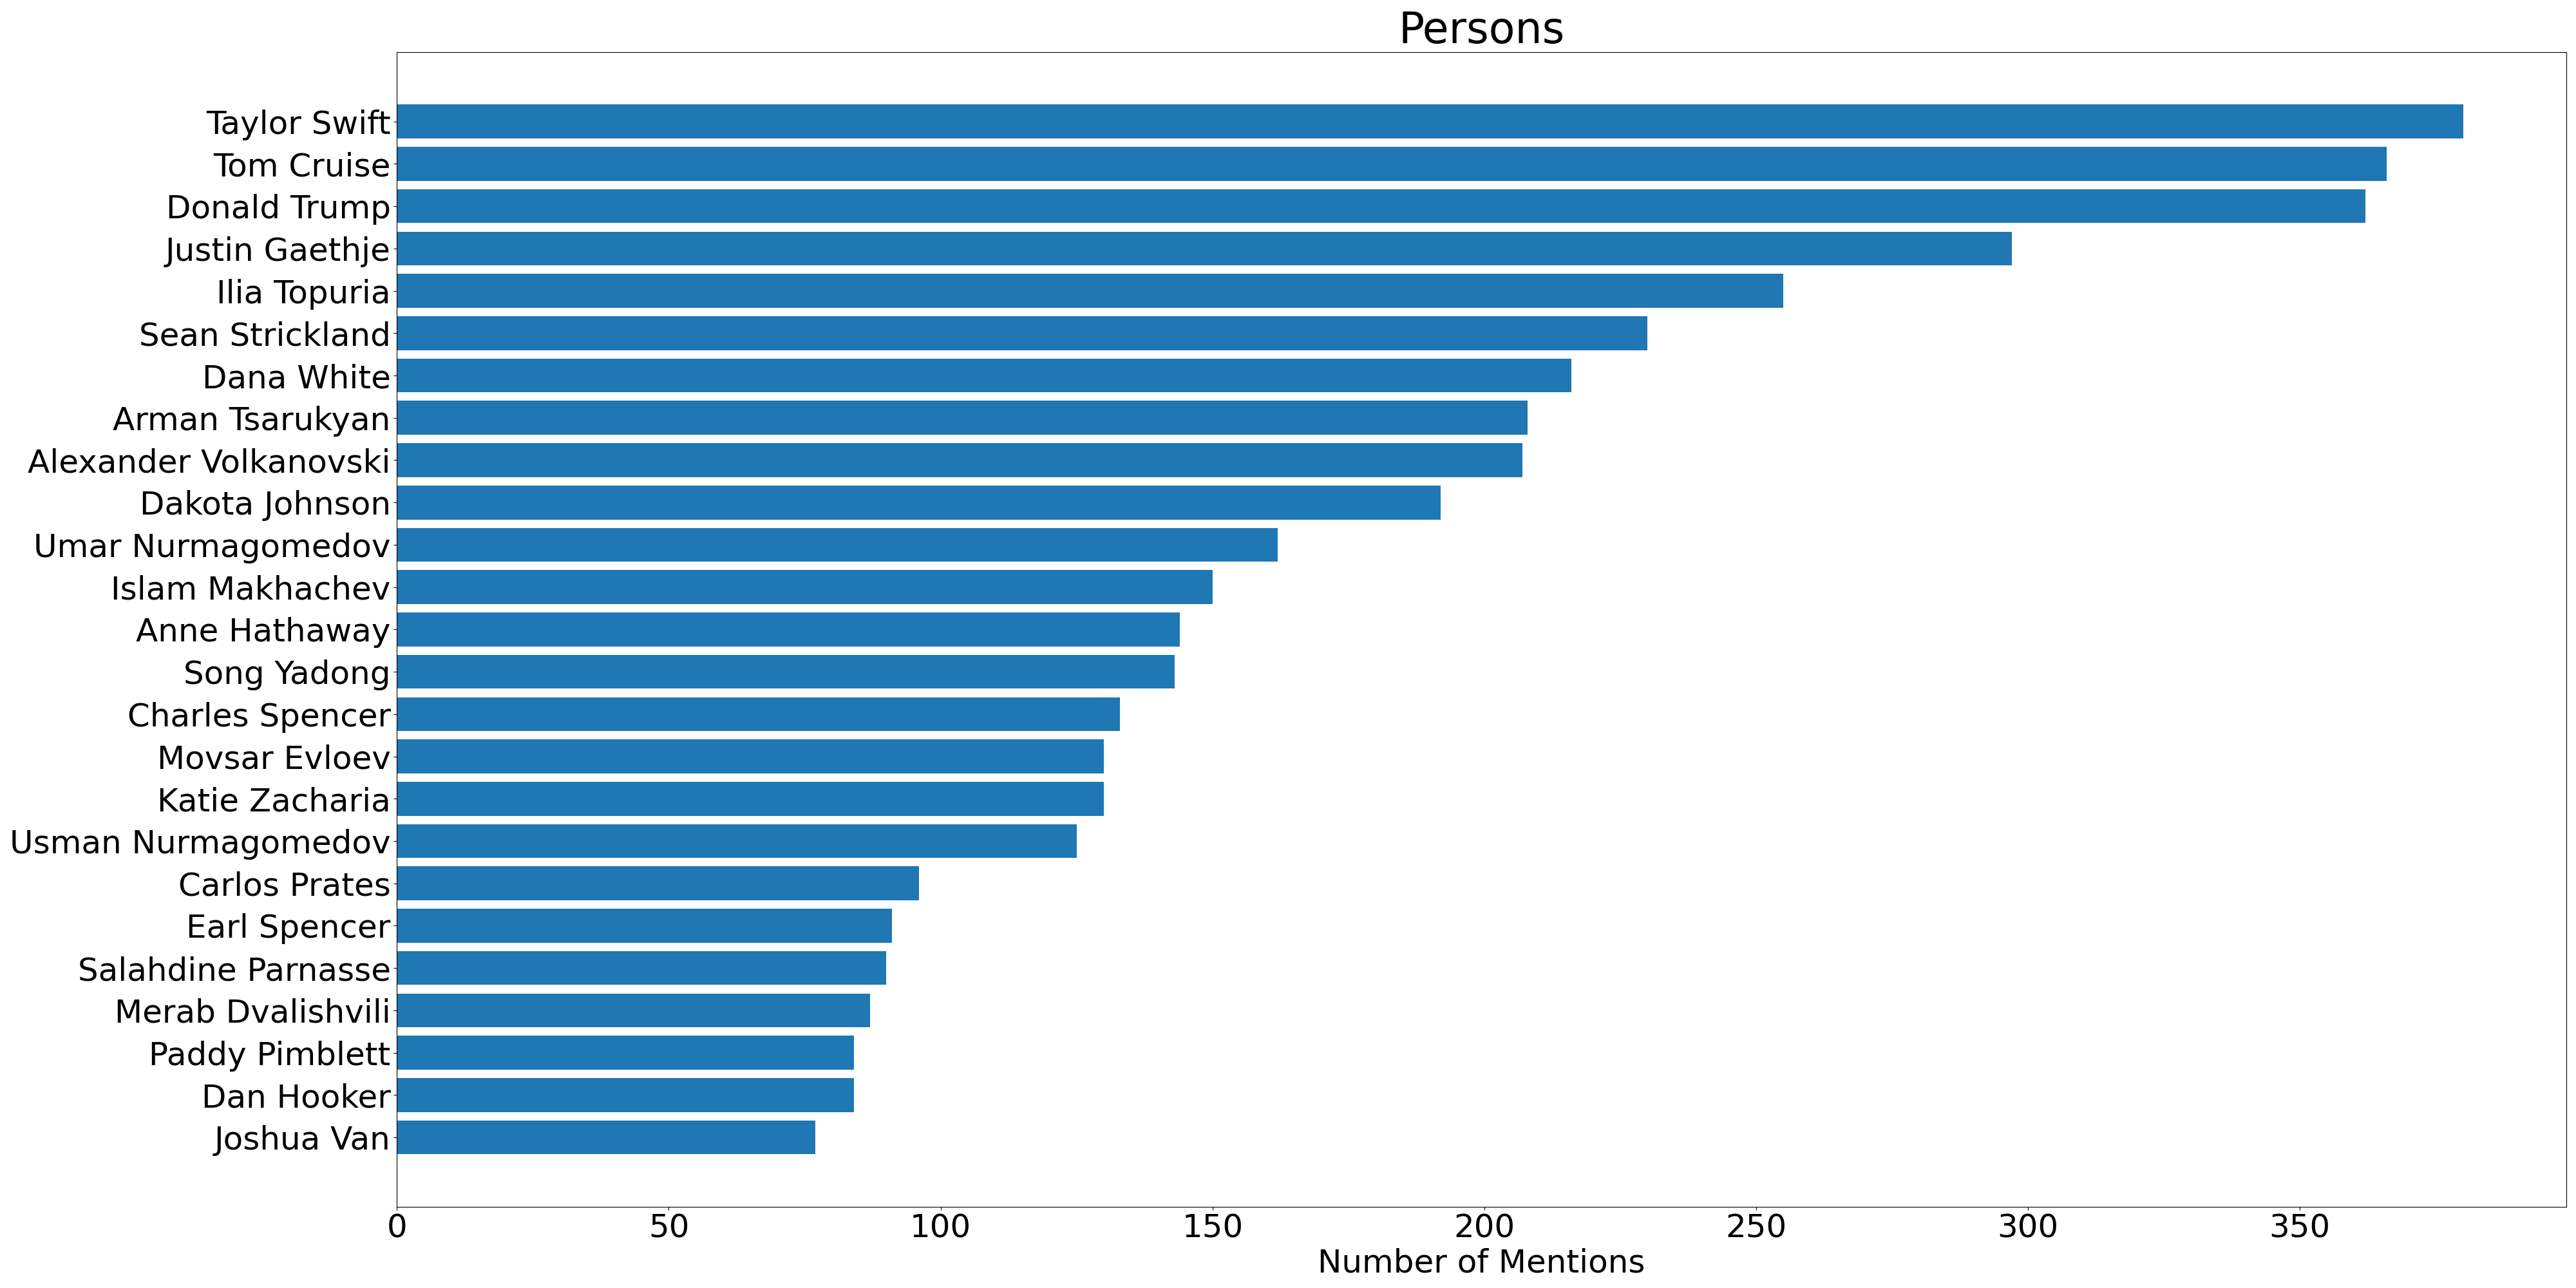 Persons
Taylor Swift
Tom Cruise
Donald Trump
Justin Gaethje
Ilia Topuria
Sean Strickland
Dana White
Arman Tsarukyan
Alexander Volkanovski
Dakota Johnson
Umar Nurmagomedov
Islam Makhachev
Anne Hathaway
Song Yadong
Charles Spencer
Movsar Evloev
Katie Zacharia
Usman Nurmagomedov
Carlos Prates
Earl Spencer
Salahdine Parnasse
Merab Dvalishvili
Paddy Pimblett
Dan Hooker
Joshua Van
0 50 100 150 200 250 300 350
Number of Mentions